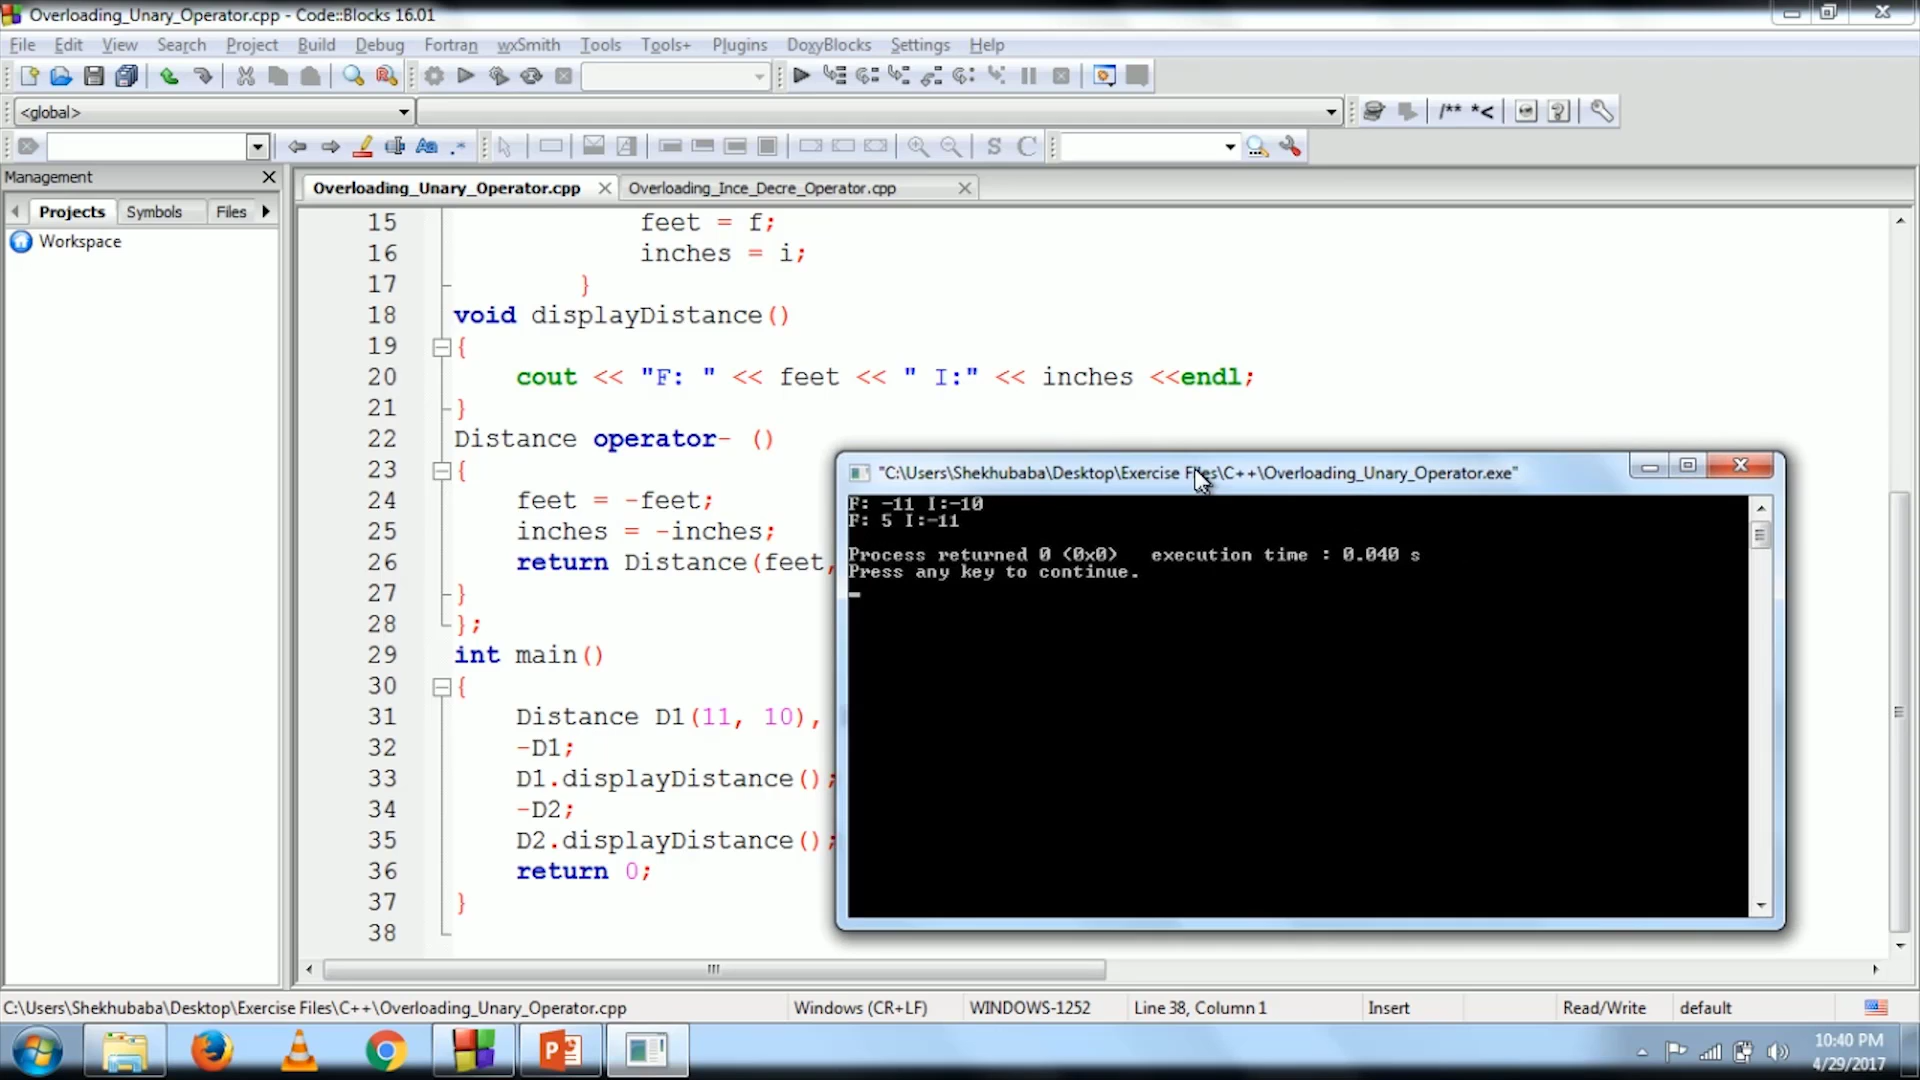 Overloading_Unary_Operator.cpp - Code::Blocks 16.01
File Edit View Search Project Build Debug Fortran wxSmith Tools Tools+ Plugins DoxyBlocks Settings Help
<global>
/** *<
S C
Management
Projects Symbols Files
Workspace
Overloading_Unary_Operator.cpp Overloading_Ince_Decre_Operator.cpp
15 feet = f;
16 inches = i;
17 }
18 void displayDistance()
19 {
20 cout << "F: " << feet << " I:" << inches <<endl;
21 }
22 Distance operator- ()
23 {
24 feet = -feet;
25 inches = -inches;
26 return Distance(feet,
27 }
28 };
29 int main()
30 {
31 Distance D1(11, 10),
32 -D1;
33 D1.displayDistance();
34 -D2;
35 D2.displayDistance();
36 return 0;
37 }
38
"C:\Users\Shekhubaba\Desktop\Exercise Files\C++\Overloading_Unary_Operator.exe"
F: -11 I:-10
F: 5 I:-11
Process returned 0 (0x0) execution time : 0.040 s
Press any key to continue.
C:\Users\Shekhubaba\Desktop\Exercise Files\C++\Overloading_Unary_Operator.cpp Windows (CR+LF) WINDOWS-1252 Line 38, Column 1 Insert Read/Write default
10:40 PM
4/29/2017